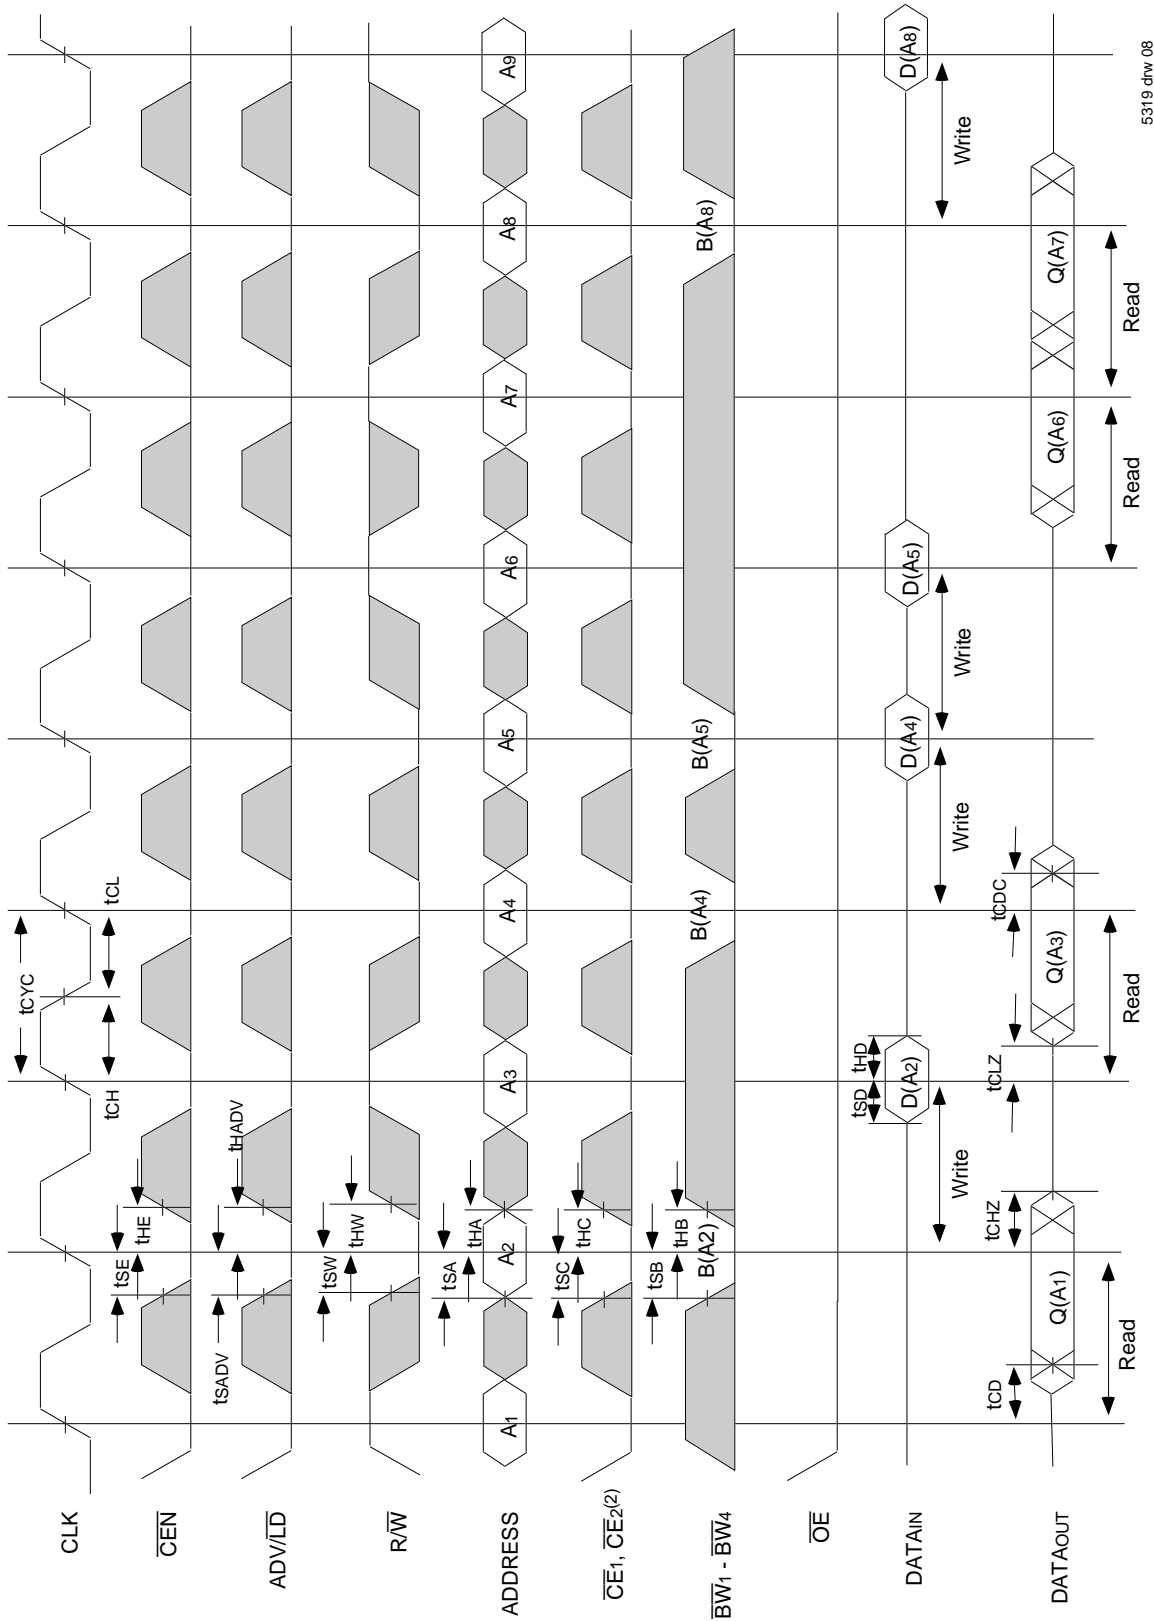 tCYC
tCH
tCL
CLK
tSE
tHE
CEN
tSADV
tHADV
ADV/LD
tSW
tHW
R/W
tSA
tHA
ADDRESS
A1
A2
A3
A4
A5
A6
A7
A8
A9
tSC
tHC
CE1, CE2(2)
tSB
tHB
BW1 - BW4
B(A2)
B(A4)
B(A5)
B(A8)
OE
tSD
tHD
DATAIN
D(A2)
D(A4)
D(A5)
D(A8)
Write
Write
Write
Write
tCD
tCHZ
tCLZ
tCDC
DATAOUT
Q(A1)
Q(A3)
Q(A6)
Q(A7)
Read
Read
Read
Read
5319 drw 08